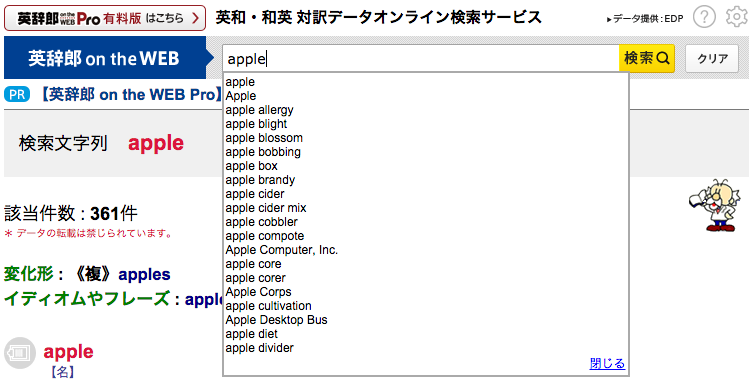 英辞郎 on the WEB Pro 有料版 はこちら
英和・和英 対訳データオンライン検索サービス
▸データ提供:EDP
?
英辞郎 on the WEB
apple
検索
クリア
PR 【英辞郎 on the WEB Pro】
検索文字列 apple
該当件数 : 361件
* データの転載は禁じられています。
変化形 : 《複》apples
イディオムやフレーズ : apple
apple
【名】
apple
Apple
apple allergy
apple blight
apple blossom
apple bobbing
apple box
apple brandy
apple cider
apple cider mix
apple cobbler
apple compote
Apple Computer, Inc.
apple core
apple corer
Apple Corps
apple cultivation
Apple Desktop Bus
apple diet
apple divider
閉じる